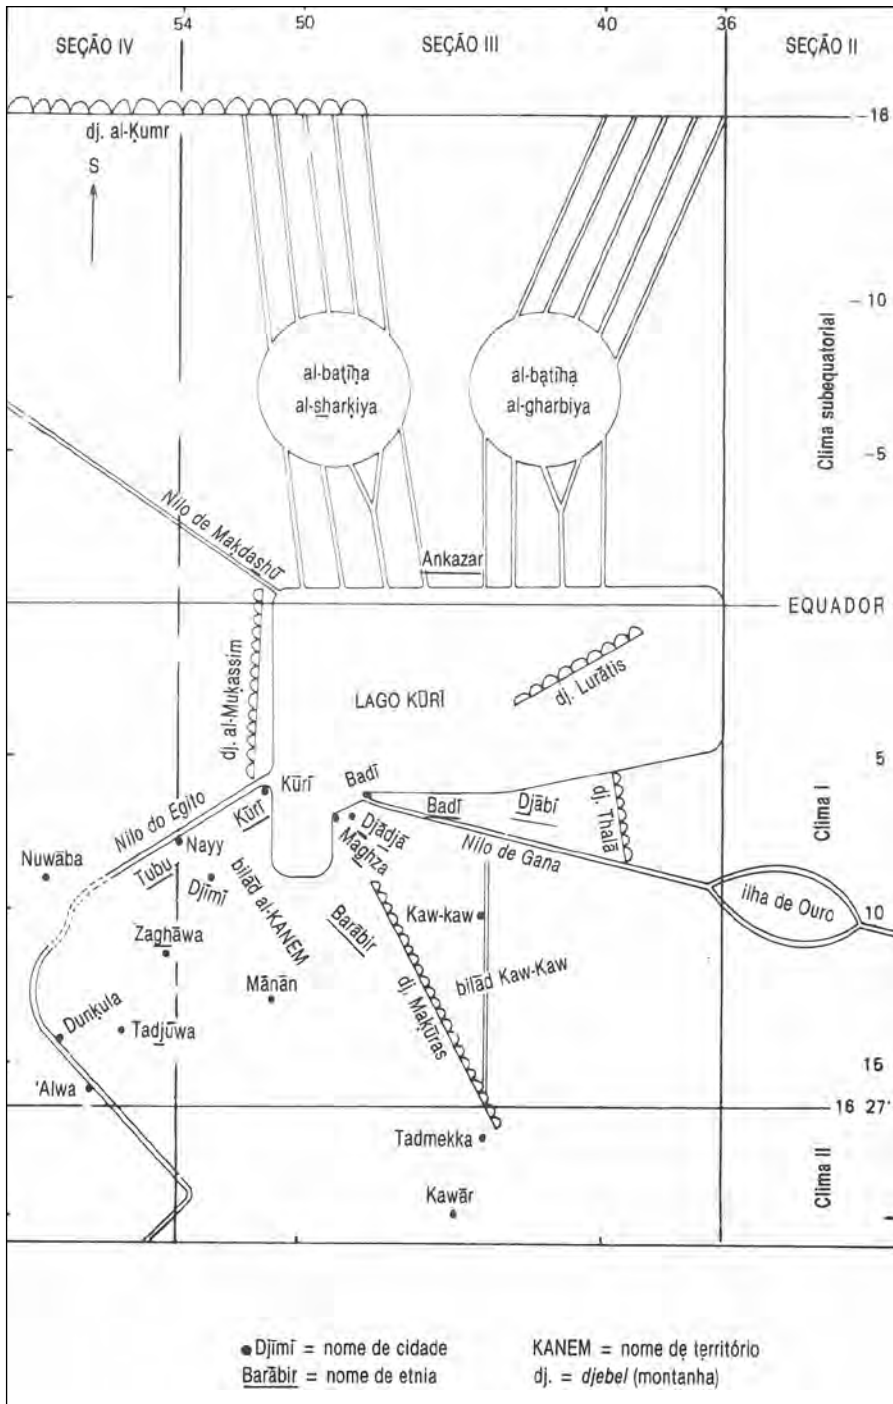 54
50
40
36
SEÇÃO IV
SEÇÃO III
SEÇÃO II
dj. al-Ḳumr
16
S
10
al-baṭīḥa
al-sharḳiya
al-baṭīḥa
al-gharbiya
Clima subequatorial
5
Nilo de Maḳdashū
Ankazar
EQUADOR
dj. al-Muḳassim
LAGO KŪRĪ
dj. Lurātis
5
Kūrī
Badī
Nilo do Egito
Kūrī
Badī
Djābī
dj. Thalā
Clima I
Djādjā
Nayy
Maghza
Nilo de Gana
Nuwāba
Tubu
Djīmī
bilād al-KANEM
ilha de Ouro
10
Kaw-kaw
Zaghāwa
Barābir
bilād Kaw-Kaw
Mānān
dj. Maḳūras
Dunḳula
Tadjūwa
15
'Alwa
16 27'
Tadmekka
Clima II
Kawār
Djīmī = nome de cidade
KANEM = nome de território
Barābir = nome de etnia
dj. = djebel (montanha)